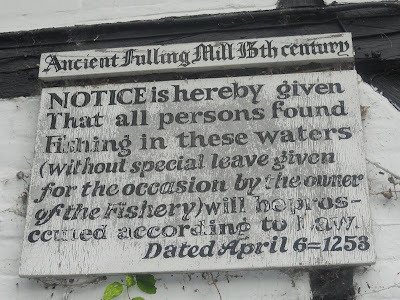 Ancient Fulling Mill 15th century
NOTICE is hereby given
That all persons found
Fishing in these waters
(without special leave given
for the occasion by the owner
of the Fishery) will be pros-
ecuted according to Law.
Dated April 6=1253